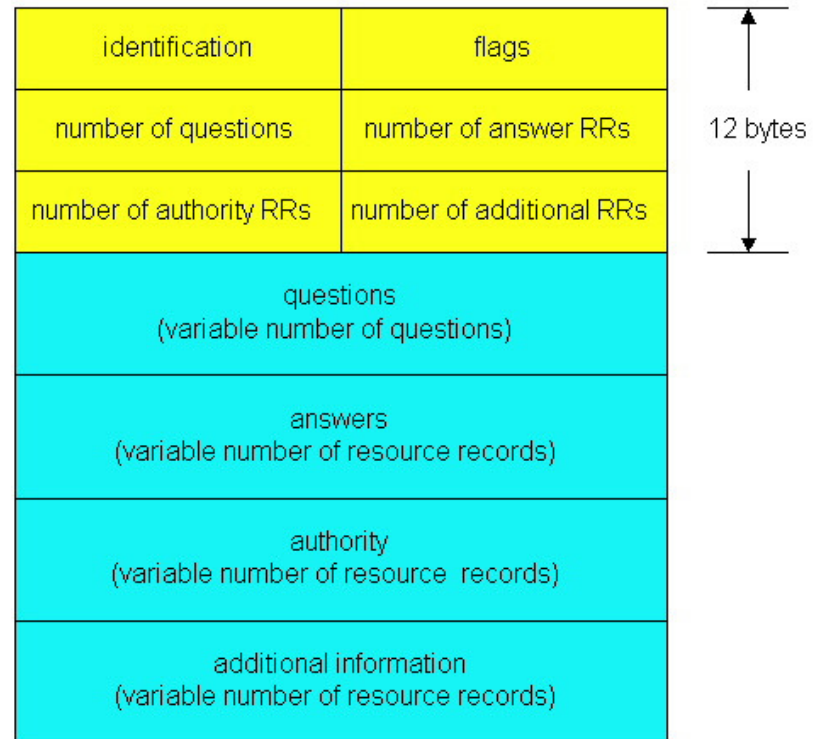 identification
flags
number of questions
number of answer RRs
12 bytes
number of authority RRs
number of additional RRs
questions
(variable number of questions)
answers
(variable number of resource records)
authority
(variable number of resource records)
additional information
(variable number of resource records)